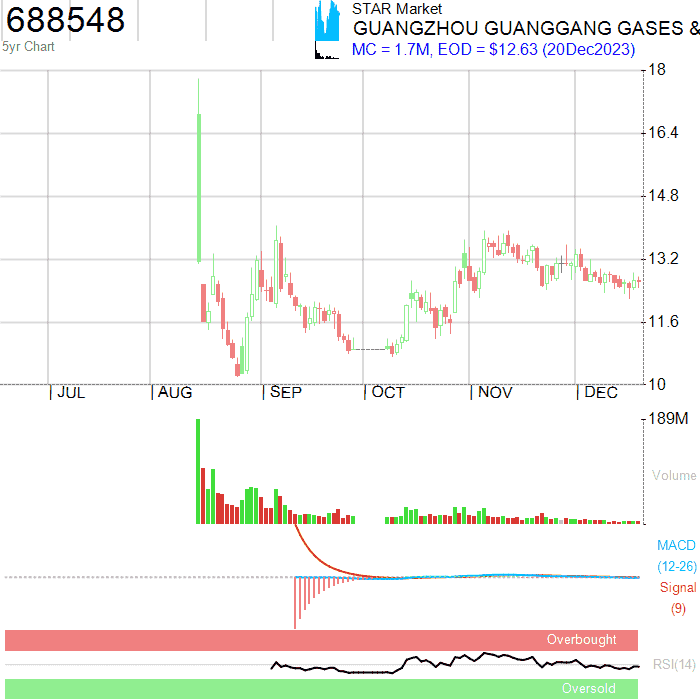 688548
5yr Chart
STAR Market
GUANGZHOU GUANGGANG GASES &
MC = 1.7M, EOD = $12.63 (20Dec2023)
18
16.4
14.8
13.2
11.6
10
JUL AUG SEP OCT NOV DEC
189M
Volume
MACD
(12-26)
Signal
(9)
Overbought
RSI(14)
Oversold